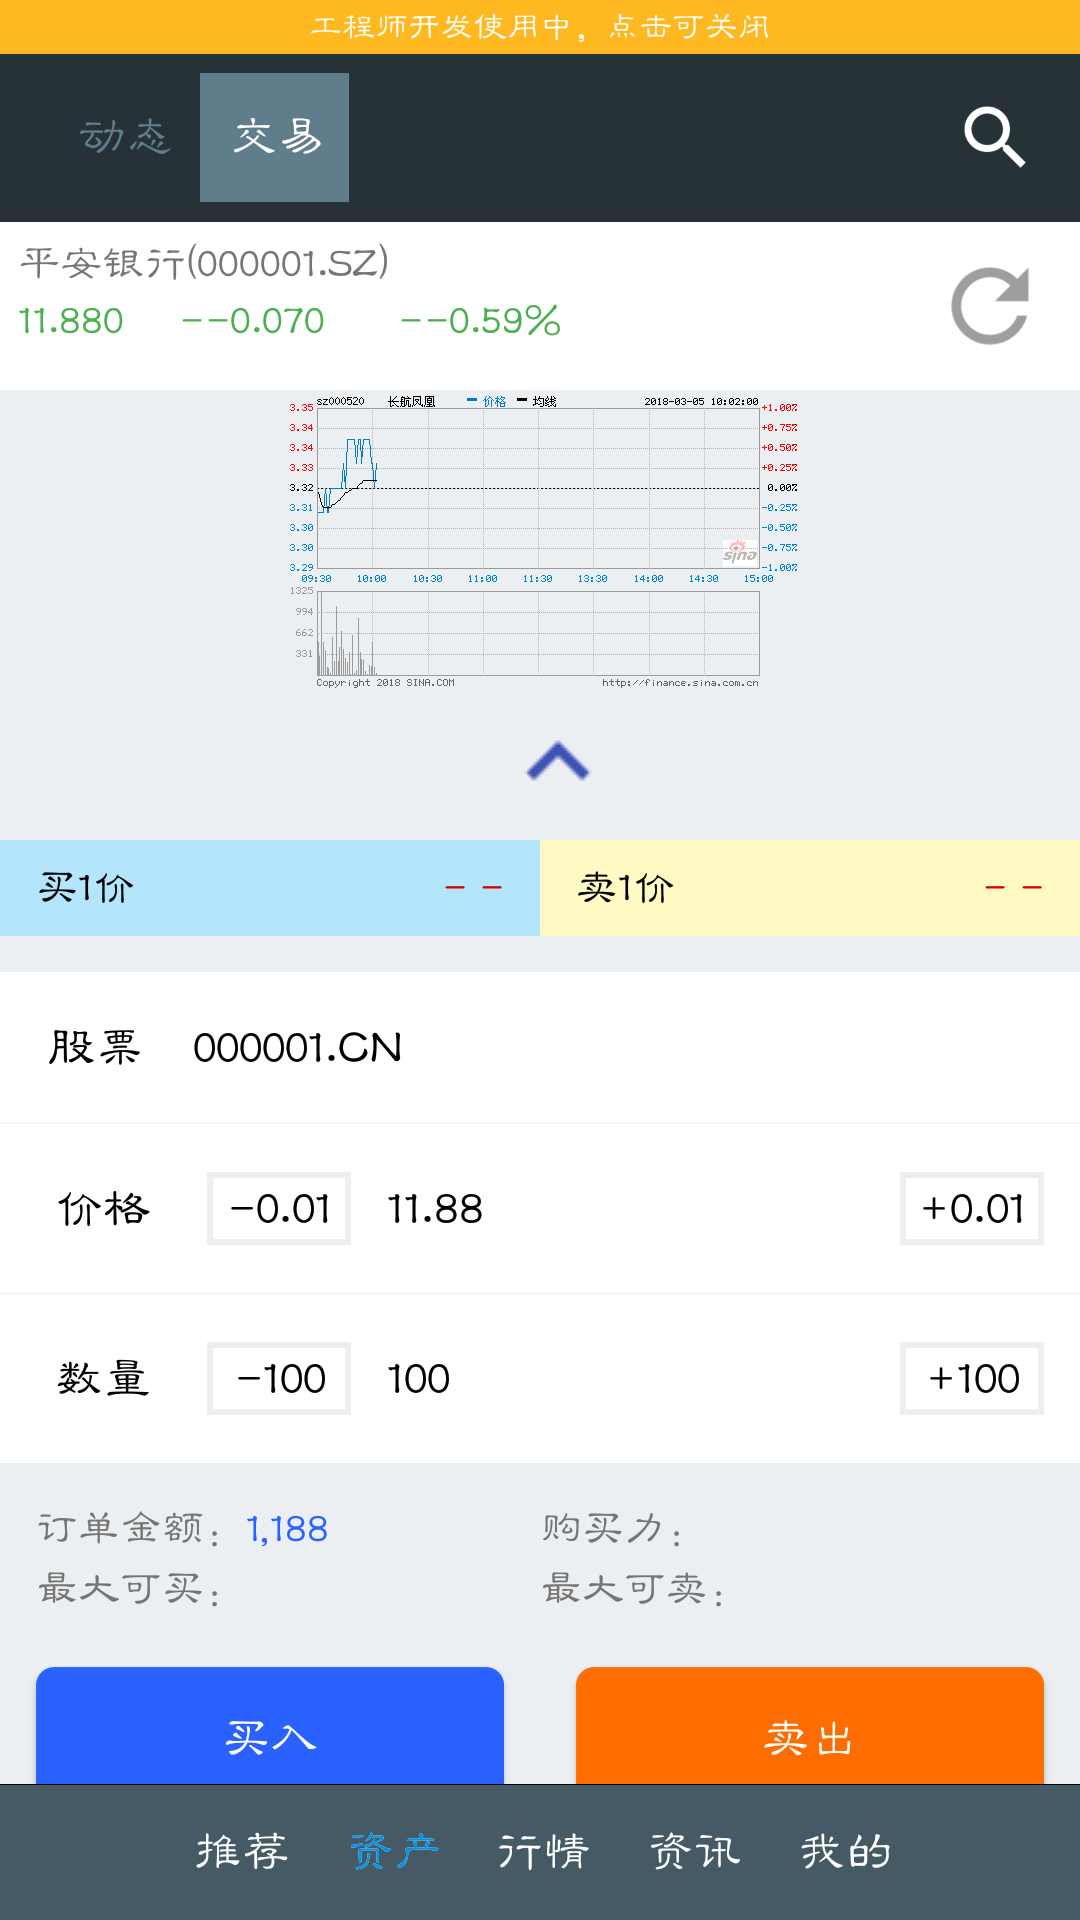 工程师开发使用中，点击可关闭
动态 交易
平安银行(000001.SZ)
11.880 --0.070 --0.59%
sz000520 长航凤凰 价格 均线 2018-03-05 10:02:00
3.35 +1.00%
3.34 +0.75%
3.34 +0.50%
3.33 +0.25%
3.32 0.00%
3.31 -0.25%
3.30 -0.50%
3.30 -0.75%
3.29 -1.00%
sina
09:30 10:00 10:30 11:00 11:30 13:30 14:00 14:30 15:00
1325
994
662
331
Copyright 2018 SINA.COM http://finance.sina.com.cn
买1价 -- 卖1价 --
股票 000001.CN
价格 -0.01 11.88 +0.01
数量 -100 100 +100
订单金额：1,188 购买力：
最大可买： 最大可卖：
买入 卖出
推荐 资产 行情 资讯 我的